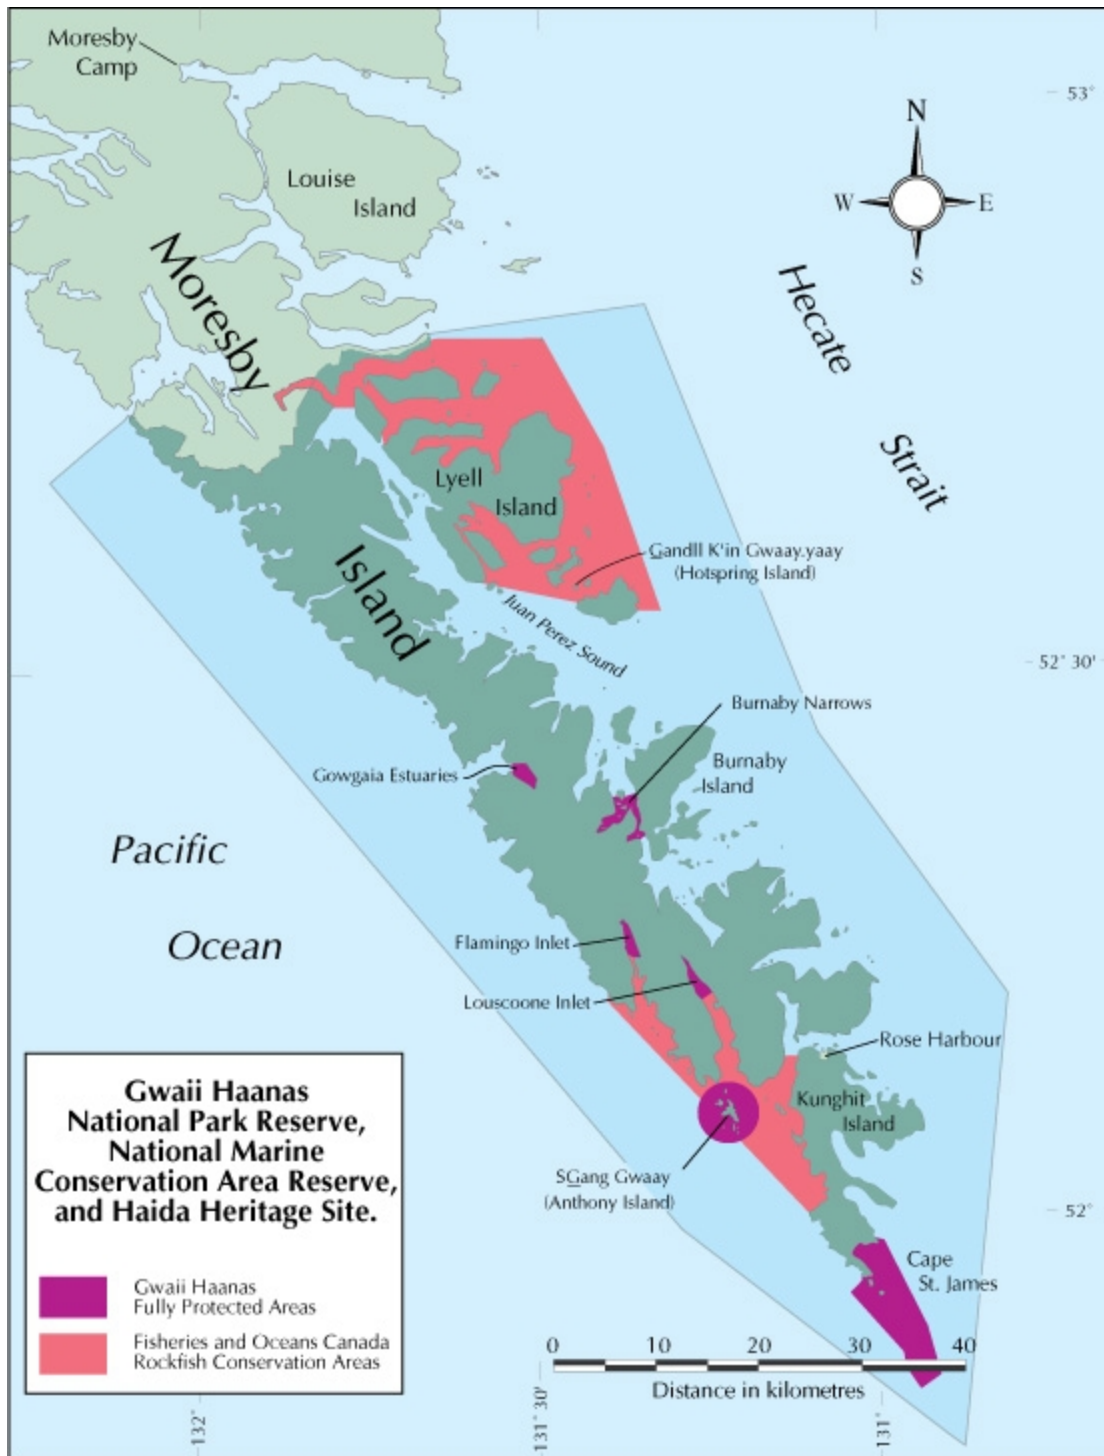 Moresby
Camp
53°
N
W
E
S
Louise
Island
Moresby
Island
Hecate
Strait
Lyell
Island
Gandll K'in Gwaay.yaay
(Hotspring Island)
Juan Perez Sound
52° 30'
Burnaby Narrows
Burnaby
Island
Gowgaia Estuaries
Pacific
Ocean
Flamingo Inlet
Louscoone Inlet
Rose Harbour
Kunghit
Island
SGang Gwaay
(Anthony Island)
52°
Cape
St. James
Gwaii Haanas
National Park Reserve,
National Marine
Conservation Area Reserve,
and Haida Heritage Site.
Gwaii Haanas
Fully Protected Areas
Fisheries and Oceans Canada
Rockfish Conservation Areas
0 10 20 30 40
Distance in kilometres
132°
131° 30'
131°